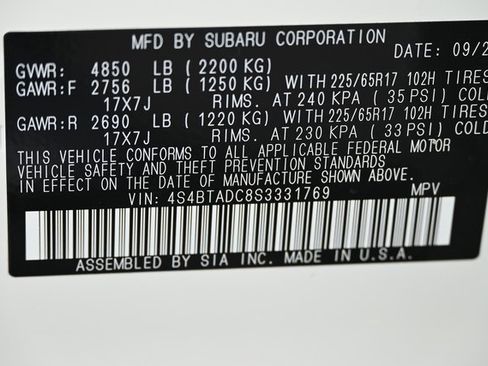 MFD BY SUBARU CORPORATION
DATE: 09/2
GVWR: 4850 LB (2200 KG)
GAWR:F 2756 LB (1250 KG) WITH 225/65R17 102H TIRES
17X7J RIMS. AT 240 KPA (35 PSI) COLD
GAWR:R 2690 LB (1220 KG) WITH 225/65R17 102H TIRES
17X7J RIMS. AT 230 KPA (33 PSI) COLD
THIS VEHICLE CONFORMS TO ALL APPLICABLE FEDERAL MOTOR
VEHICLE SAFETY AND THEFT PREVENTION STANDARDS
IN EFFECT ON THE DATE OF MANUFACTURE SHOWN ABOVE.
VIN: 4S4BTADC8S3331769 MPV
ASSEMBLED BY SIA INC. MADE IN U.S.A.